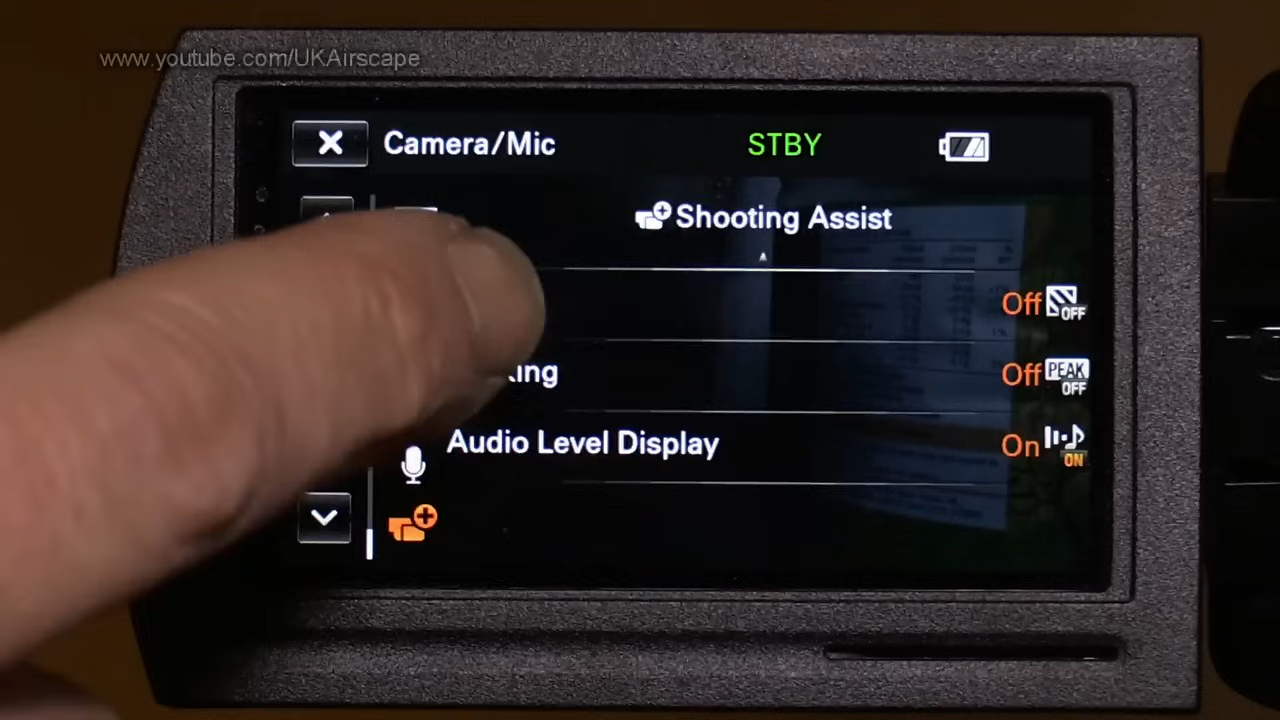 www.youtube.com/UKAirscape
Camera/Mic STBY
Shooting Assist
Off OFF
Off PEAK OFF
Audio Level Display On ON